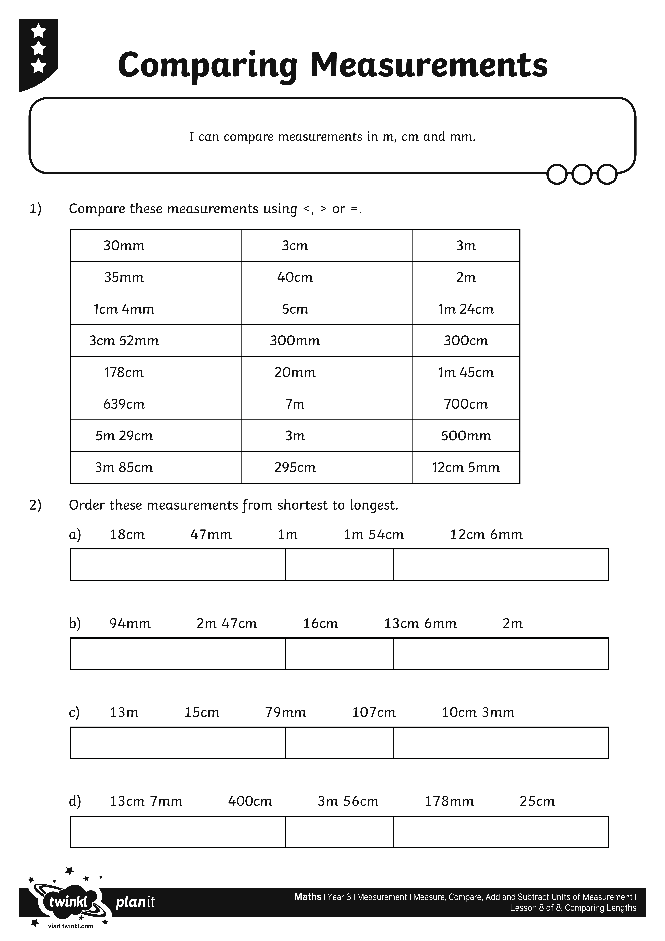 Comparing Measurements
I can compare measurements in m, cm and mm.
1) Compare these measurements using <, > or =.
30mm 3cm 3m
35mm 40cm 2m
1cm 4mm 5cm 1m 24cm
3cm 52mm 300mm 300cm
178cm 20mm 1m 45cm
639cm 7m 700cm
5m 29cm 3m 500mm
3m 85cm 295cm 12cm 5mm
2) Order these measurements from shortest to longest.
a) 18cm 47mm 1m 1m 54cm 12cm 6mm
b) 94mm 2m 47cm 16cm 13cm 6mm 2m
c) 13m 15cm 79mm 107cm 10cm 3mm
d) 13cm 7mm 400cm 3m 56cm 178mm 25cm
twinkl planit
visit twinkl.com
Maths | Year 3 | Measurement | Measure, Compare, Add and Subtract Units of Measurement |
Lesson 8 of 8: Comparing Lengths